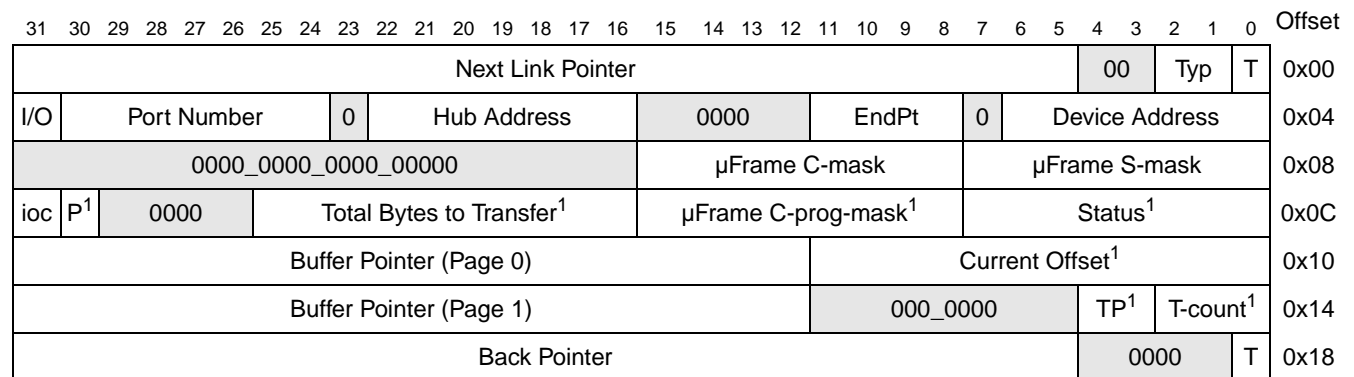 31 30 29 28 27 26 25 24 23 22 21 20 19 18 17 16 15 14 13 12 11 10 9 8 7 6 5 4 3 2 1 0 Offset
Next Link Pointer 00 Typ T 0x00
I/O Port Number 0 Hub Address 0000 EndPt 0 Device Address 0x04
0000_0000_0000_00000 µFrame C-mask µFrame S-mask 0x08
ioc P1 0000 Total Bytes to Transfer1 µFrame C-prog-mask1 Status1 0x0C
Buffer Pointer (Page 0) Current Offset1 0x10
Buffer Pointer (Page 1) 000_0000 TP1 T-count1 0x14
Back Pointer 0000 T 0x18